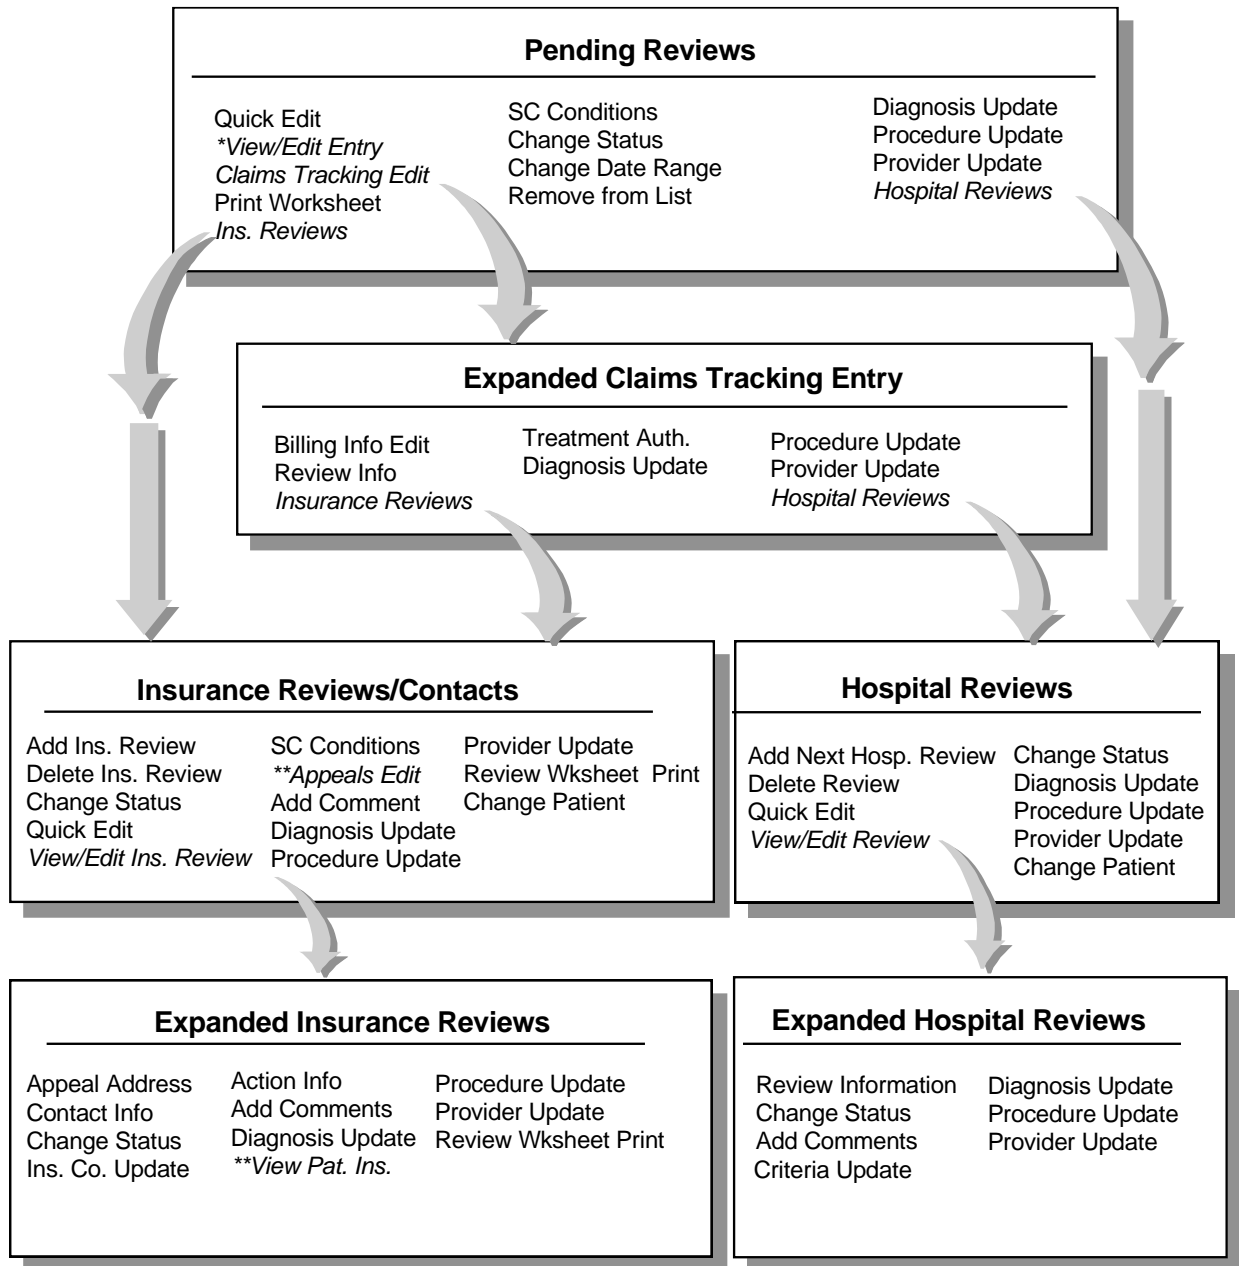 Pending Reviews
Quick Edit
*View/Edit Entry
Claims Tracking Edit
Print Worksheet
Ins. Reviews
SC Conditions
Change Status
Change Date Range
Remove from List
Diagnosis Update
Procedure Update
Provider Update
Hospital Reviews
Expanded Claims Tracking Entry
Billing Info Edit
Review Info
Insurance Reviews
Treatment Auth.
Diagnosis Update
Procedure Update
Provider Update
Hospital Reviews
Insurance Reviews/Contacts
Add Ins. Review
Delete Ins. Review
Change Status
Quick Edit
View/Edit Ins. Review
SC Conditions
**Appeals Edit
Add Comment
Diagnosis Update
Procedure Update
Provider Update
Review Wksheet Print
Change Patient
Hospital Reviews
Add Next Hosp. Review
Delete Review
Quick Edit
View/Edit Review
Change Status
Diagnosis Update
Procedure Update
Provider Update
Change Patient
Expanded Insurance Reviews
Appeal Address
Contact Info
Change Status
Ins. Co. Update
Action Info
Add Comments
Diagnosis Update
**View Pat. Ins.
Procedure Update
Provider Update
Review Wksheet Print
Expanded Hospital Reviews
Review Information
Change Status
Add Comments
Criteria Update
Diagnosis Update
Procedure Update
Provider Update